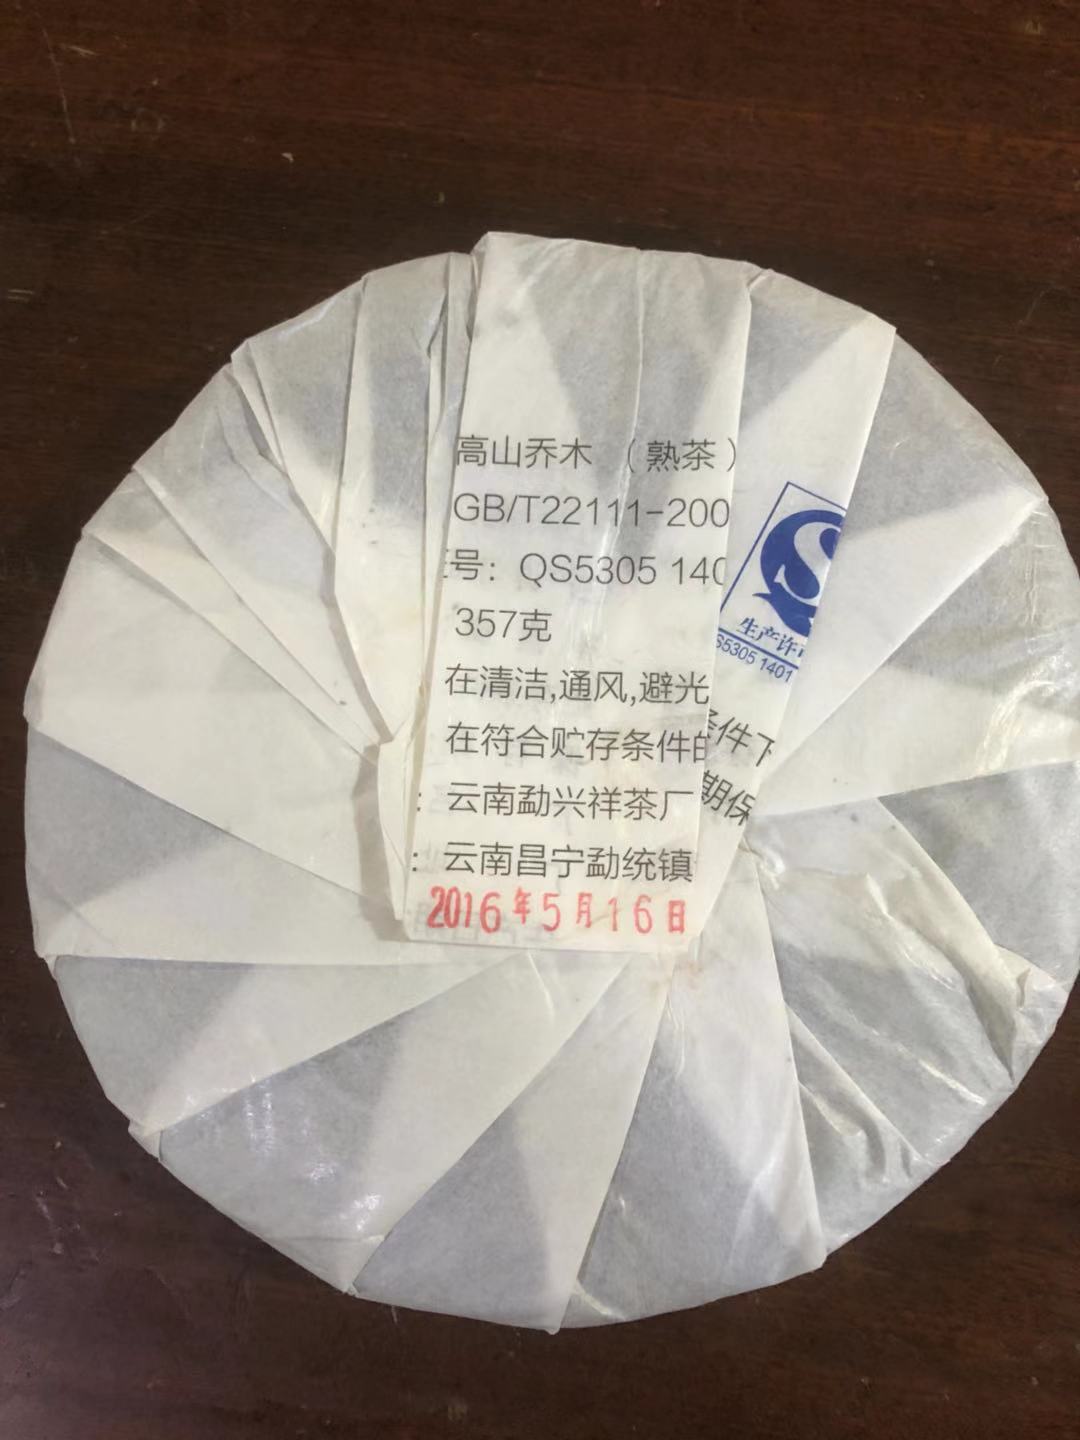 高山乔木 （熟茶）
GB/T22111-200
号：QS5305 140
357克
在清洁,通风,避光
在符合贮存条件的
：云南勐兴祥茶厂
：云南昌宁勐统镇
2016年5月16日
S
生产许可
S5305 1401
条件下
期保